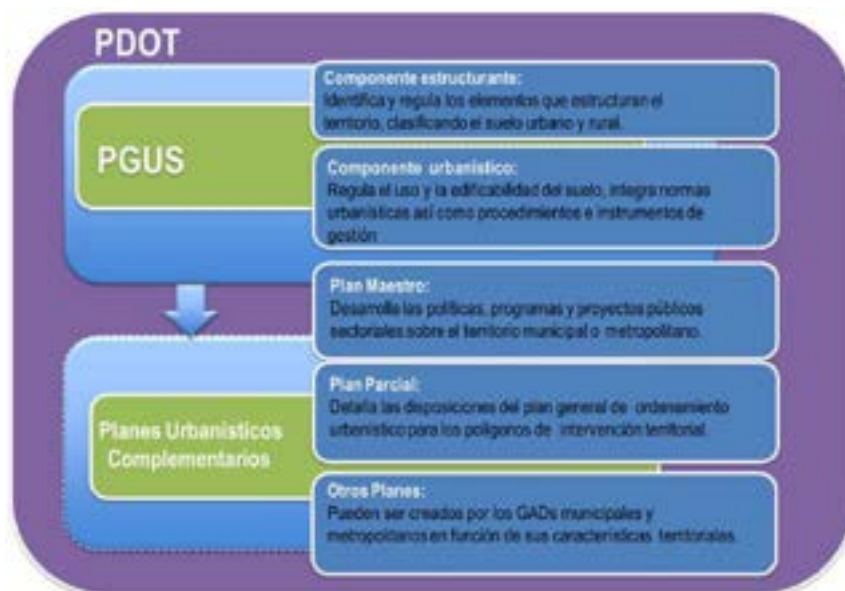 PDOT
PGUS
Componente estructurante:
Identifica y regula los elementos que estructuran el
territorio, clasificando el suelo urbano y rural.
Componente urbanístico:
Regula el uso y la edificabilidad del suelo, integra normas
urbanísticas así como procedimientos e instrumentos de
gestión
Plan Maestro:
Desarrolla las políticas, programas y proyectos públicos
sectoriales sobre el territorio municipal o metropolitano.
Planes Urbanísticos
Complementarios
Plan Parcial:
Detalla las disposiciones del plan general de ordenamiento
urbanístico para los polígonos de intervención territorial.
Otros Planes:
Pueden ser creados por los GADs municipales y
metropolitanos en función de sus características territoriales.